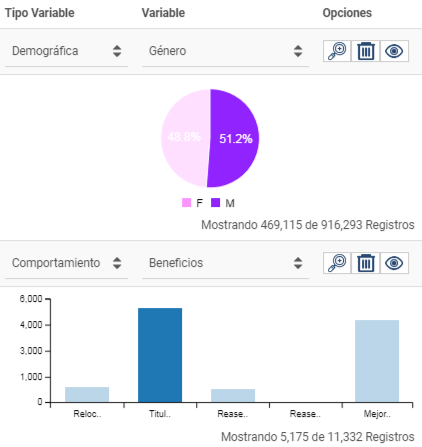 Tipo Variable Variable Opciones
Demográfica Género
48.8% 51.2%
F M
Mostrando 469,115 de 916,293 Registros
Comportamiento Beneficios
6,000
4,000
3,000
1,000
0
Reloc.. Titul.. Rease.. Rease.. Mejor..
Mostrando 5,175 de 11,332 Registros